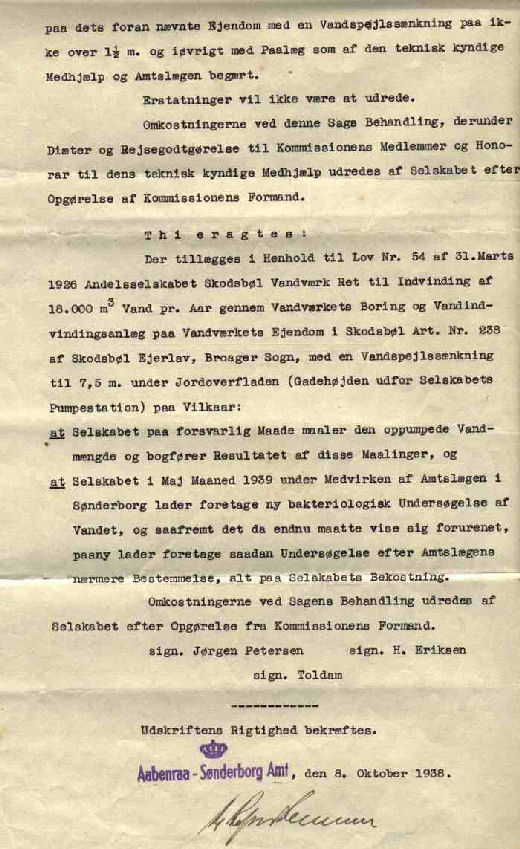 paa dets foran nævnte Ejendom med en Vandspejlssænkning paa ik-
ke over 1½ m. og iøvrigt med Paalæg som af den teknisk kyndige
Medhjælp og Amtslægen begært.
Erstatninger vil ikke være at udrede.
Omkostningerne ved denne Sags Behandling, derunder
Diæter og Rejsegodtgørelse til Kommissionens Medlemmer og Hono-
rar til dens teknisk kyndige Medhjælp udredes af Selskabet efter
Opgørelse af Kommissionens Formand.
T h i  e r a g t e s :
Der tillægges i Henhold til Lov Nr. 54 af 31.Marts
1926 Andelsselskabet Skodsbøl Vandværk Ret til Indvinding af
18.000 m³ Vand pr. Aar gennem Vandværkets Boring og Vandind-
vindingsanlæg paa Vandværkets Ejendom i Skodsbøl Art. Nr. 238
af Skodsbøl Ejerlav, Broager Sogn, med en Vandspejlssænkning
til 7,5 m. under Jordoverfladen (Gadehøjden udfor Selskabets
Pumpestation) paa Vilkaar:
at Selskabet paa forsvarlig Maade maaler den oppumpede Vand-
mængde og bogfører Resultatet af disse Maalinger, og
at Selskabet i Maj Maaned 1939 under Medvirken af Amtslægen i
Sønderborg lader foretage ny bakteriologisk Undersøgelse af
Vandet, og saafremt det da endnu maatte vise sig forurenet,
paany lader foretage saadan Undersøgelse efter Amtslægens
nærmere Bestemmelse, alt paa Selskabets Bekostning.
Omkostningerne ved Sagens Behandling udredes af
Selskabet efter Opgørelse fra Kommissionens Formand.
sign. Jørgen Petersen sign. H. Eriksen
sign. Toldam
------------
Udskriftens Rigtighed bekræftes.
Aabenraa - Sønderborg Amt, den 8. Oktober 1938.